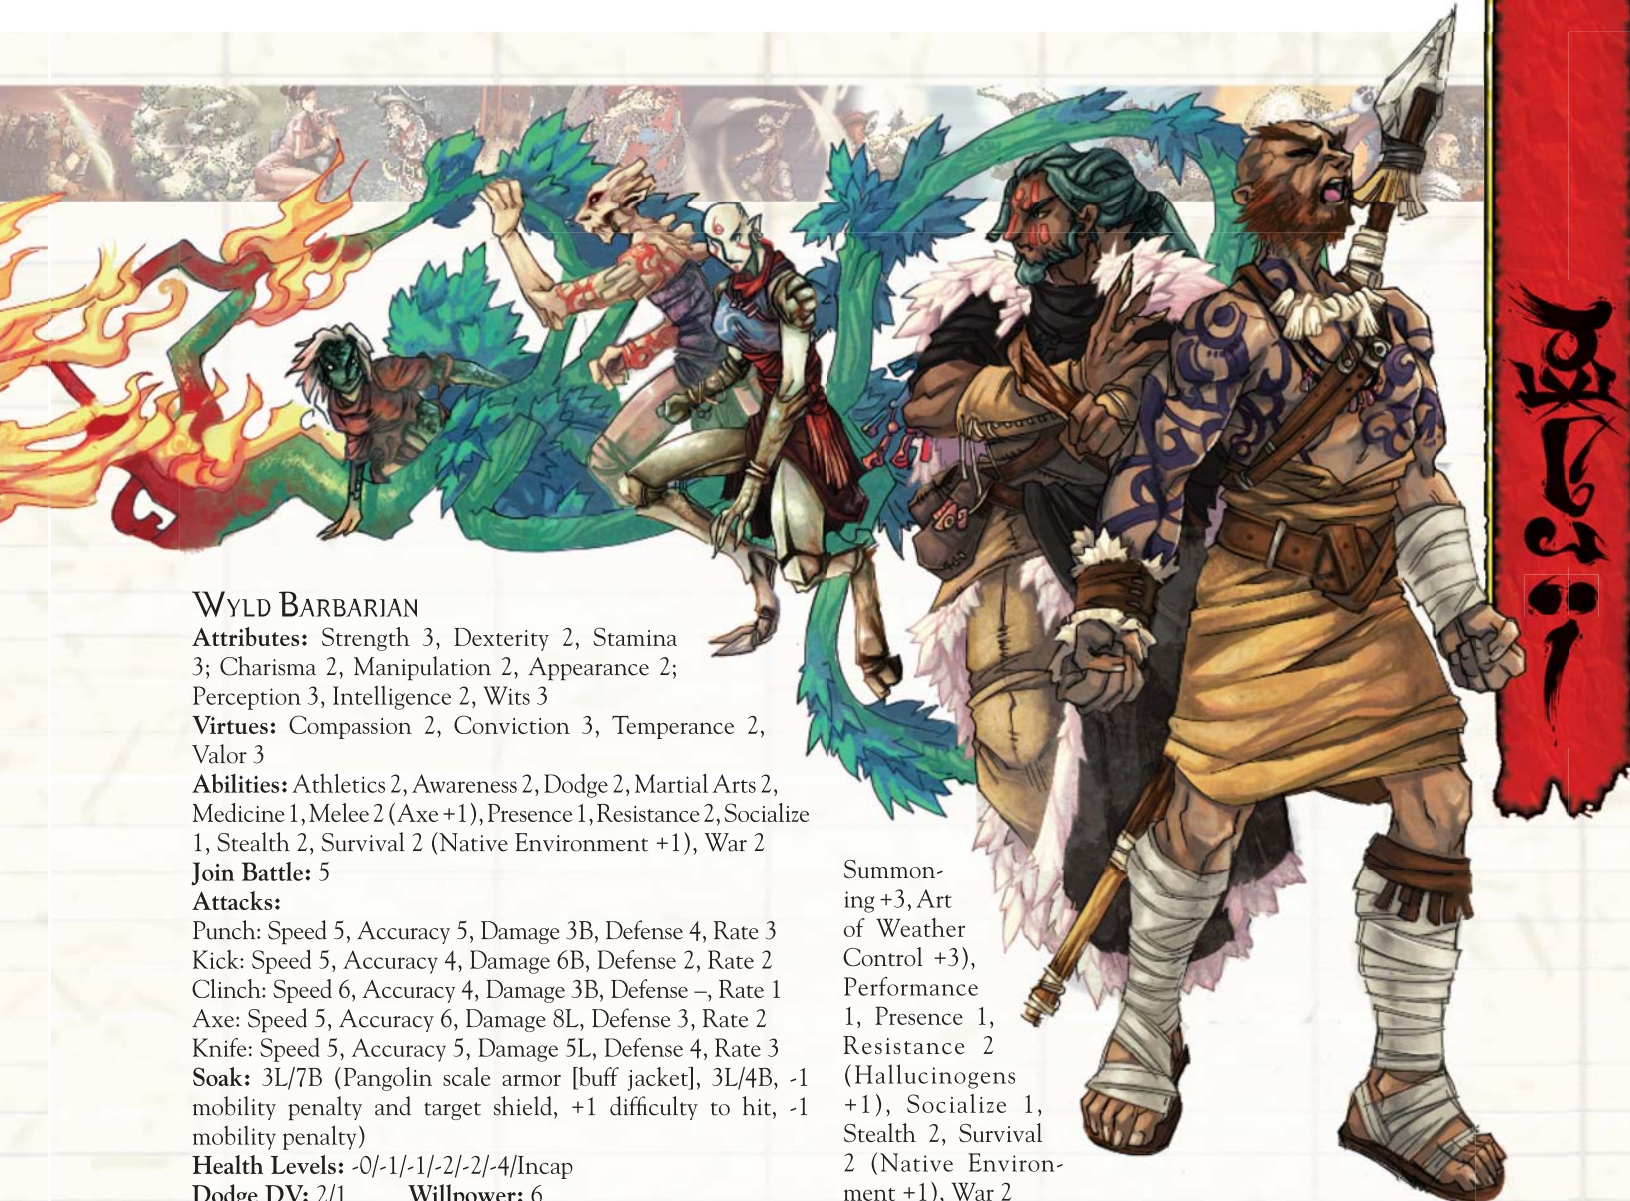 Wyld Barbarian
Attributes: Strength 3, Dexterity 2, Stamina
3; Charisma 2, Manipulation 2, Appearance 2;
Perception 3, Intelligence 2, Wits 3
Virtues: Compassion 2, Conviction 3, Temperance 2,
Valor 3
Abilities: Athletics 2, Awareness 2, Dodge 2, Martial Arts 2,
Medicine 1, Melee 2 (Axe +1), Presence 1, Resistance 2, Socialize
1, Stealth 2, Survival 2 (Native Environment +1), War 2
Join Battle: 5
Attacks:
Punch: Speed 5, Accuracy 5, Damage 3B, Defense 4, Rate 3
Kick: Speed 5, Accuracy 4, Damage 6B, Defense 2, Rate 2
Clinch: Speed 6, Accuracy 4, Damage 3B, Defense –, Rate 1
Axe: Speed 5, Accuracy 6, Damage 8L, Defense 3, Rate 2
Knife: Speed 5, Accuracy 5, Damage 5L, Defense 4, Rate 3
Soak: 3L/7B (Pangolin scale armor [buff jacket], 3L/4B, -1
mobility penalty and target shield, +1 difficulty to hit, -1
mobility penalty)
Health Levels: -0/-1/-1/-2/-2/-4/Incap
Dodge DV: 2/1 Willpower: 6
Summon-
ing +3, Art
of Weather
Control +3),
Performance
1, Presence 1,
Resistance 2
(Hallucinogens
+1), Socialize 1,
Stealth 2, Survival
2 (Native Environ-
ment +1), War 2